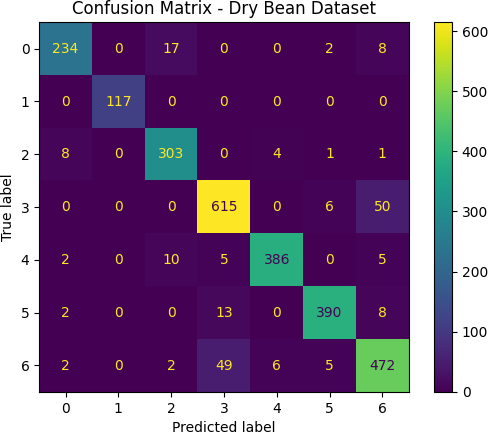 Confusion Matrix - Dry Bean Dataset
0 234 0 17 0 0 2 8
1 0 117 0 0 0 0 0
2 8 0 303 0 4 1 1
3 0 0 0 615 0 6 50
4 2 0 10 5 386 0 5
5 2 0 0 13 0 390 8
6 2 0 2 49 6 5 472
0 1 2 3 4 5 6
Predicted label
True label
600
500
400
300
200
100
0